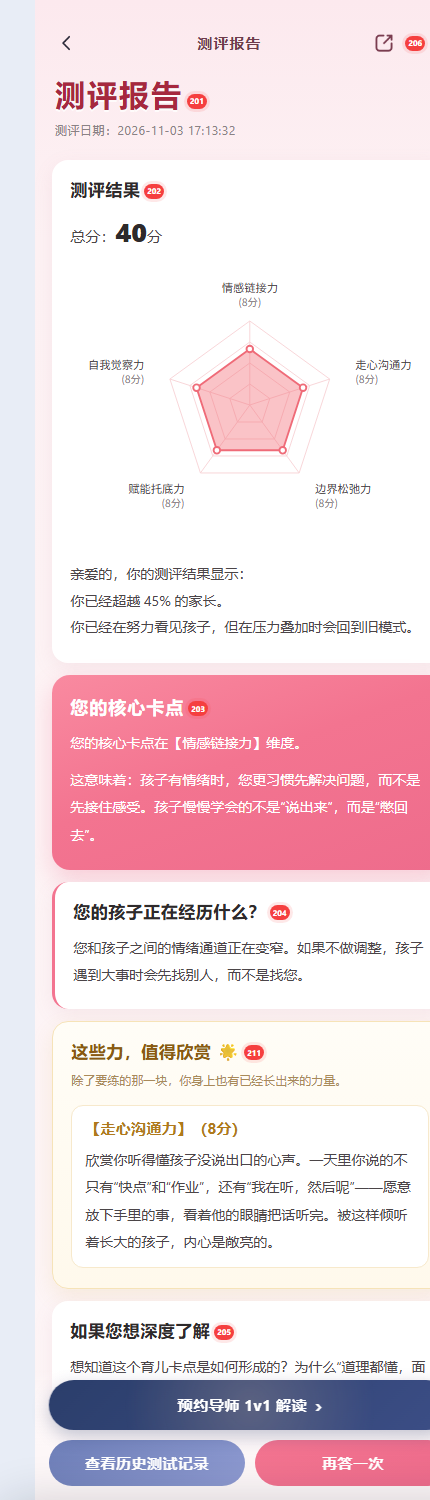 测评报告
206
测评报告 201
测评日期：2026-11-03 17:13:32
测评结果 202
总分：40分
情感链接力
(8分)
自我觉察力
(8分)
走心沟通力
(8分)
赋能托底力
(8分)
边界松弛力
(8分)
亲爱的，你的测评结果显示：
你已经超越 45% 的家长。
你已经在努力看见孩子，但在压力叠加时会回到旧模式。
您的核心卡点 203
您的核心卡点在【情感链接力】维度。
这意味着：孩子有情绪时，您更习惯先解决问题，而不是
先接住感受。孩子慢慢学会的不是“说出来”，而是“憋回
去”。
您的孩子正在经历什么？ 204
您和孩子之间的情绪通道正在变窄。如果不做调整，孩子
遇到大事时会先找别人，而不是找您。
这些力，值得欣赏 🌟 211
除了要练的那一块，你身上也有已经长出来的力量。
【走心沟通力】（8分）
欣赏你听得懂孩子没说出口的心声。一天里你说的不
只有“快点”和“作业”，还有“我在听，然后呢”——愿意
放下手里的事，看着他的眼睛把话听完。被这样倾听
着长大的孩子，内心是敞亮的。
如果您想深度了解 205
想知道这个育儿卡点是如何形成的？为什么“道理都懂，面
预约导师 1v1 解读 ›
查看历史测试记录
再答一次